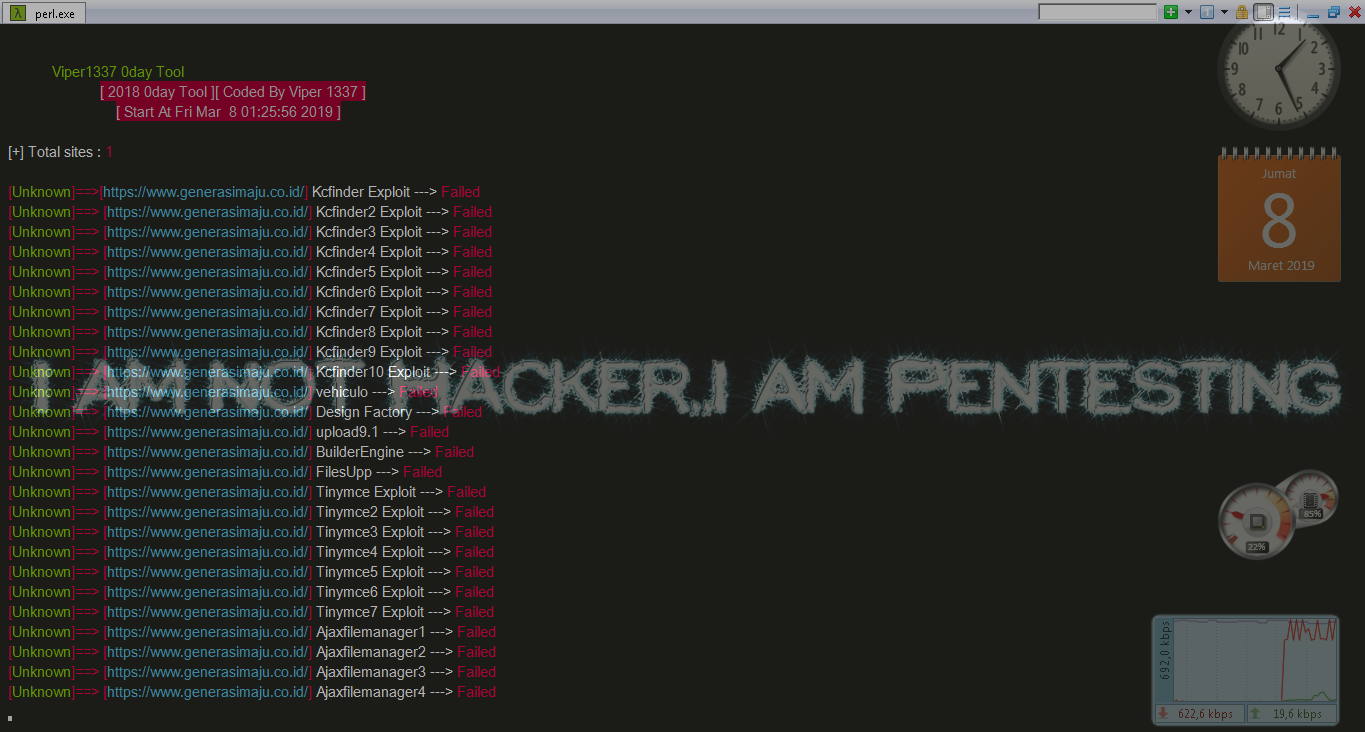 perl.exe
Viper1337 0day Tool
[ 2018 0day Tool ][ Coded By Viper 1337 ]
[ Start At Fri Mar  8 01:25:56 2019 ]
[+] Total sites : 1
[Unknown]==>[https://www.generasimaju.co.id/] Kcfinder Exploit ---> Failed
[Unknown]==> [https://www.generasimaju.co.id/] Kcfinder2 Exploit ---> Failed
[Unknown]==> [https://www.generasimaju.co.id/] Kcfinder3 Exploit ---> Failed
[Unknown]==> [https://www.generasimaju.co.id/] Kcfinder4 Exploit ---> Failed
[Unknown]==> [https://www.generasimaju.co.id/] Kcfinder5 Exploit ---> Failed
[Unknown]==> [https://www.generasimaju.co.id/] Kcfinder6 Exploit ---> Failed
[Unknown]==> [https://www.generasimaju.co.id/] Kcfinder7 Exploit ---> Failed
[Unknown]==> [https://www.generasimaju.co.id/] Kcfinder8 Exploit ---> Failed
[Unknown]==> [https://www.generasimaju.co.id/] Kcfinder9 Exploit ---> Failed
[Unknown]==> [https://www.generasimaju.co.id/] Kcfinder10 Exploit ---> Failed
[Unknown]==> [https://www.generasimaju.co.id/] vehiculo ---> Failed
[Unknown]==> [https://www.generasimaju.co.id/] Design Factory ---> Failed
[Unknown]==> [https://www.generasimaju.co.id/] upload9.1 ---> Failed
[Unknown]==> [https://www.generasimaju.co.id/] BuilderEngine ---> Failed
[Unknown]==> [https://www.generasimaju.co.id/] FilesUpp ---> Failed
[Unknown]==> [https://www.generasimaju.co.id/] Tinymce Exploit ---> Failed
[Unknown]==> [https://www.generasimaju.co.id/] Tinymce2 Exploit ---> Failed
[Unknown]==> [https://www.generasimaju.co.id/] Tinymce3 Exploit ---> Failed
[Unknown]==> [https://www.generasimaju.co.id/] Tinymce4 Exploit ---> Failed
[Unknown]==> [https://www.generasimaju.co.id/] Tinymce5 Exploit ---> Failed
[Unknown]==> [https://www.generasimaju.co.id/] Tinymce6 Exploit ---> Failed
[Unknown]==> [https://www.generasimaju.co.id/] Tinymce7 Exploit ---> Failed
[Unknown]==> [https://www.generasimaju.co.id/] Ajaxfilemanager1 ---> Failed
[Unknown]==> [https://www.generasimaju.co.id/] Ajaxfilemanager2 ---> Failed
[Unknown]==> [https://www.generasimaju.co.id/] Ajaxfilemanager3 ---> Failed
[Unknown]==> [https://www.generasimaju.co.id/] Ajaxfilemanager4 ---> Failed
I AM NOT HACKER,I AM PENTESTING
12 1 2 3 4 5 6 7 8 9 10 11
Jumat
8
Maret 2019
85%
22%
692,0 kbps
622,6 kbps 19,6 kbps